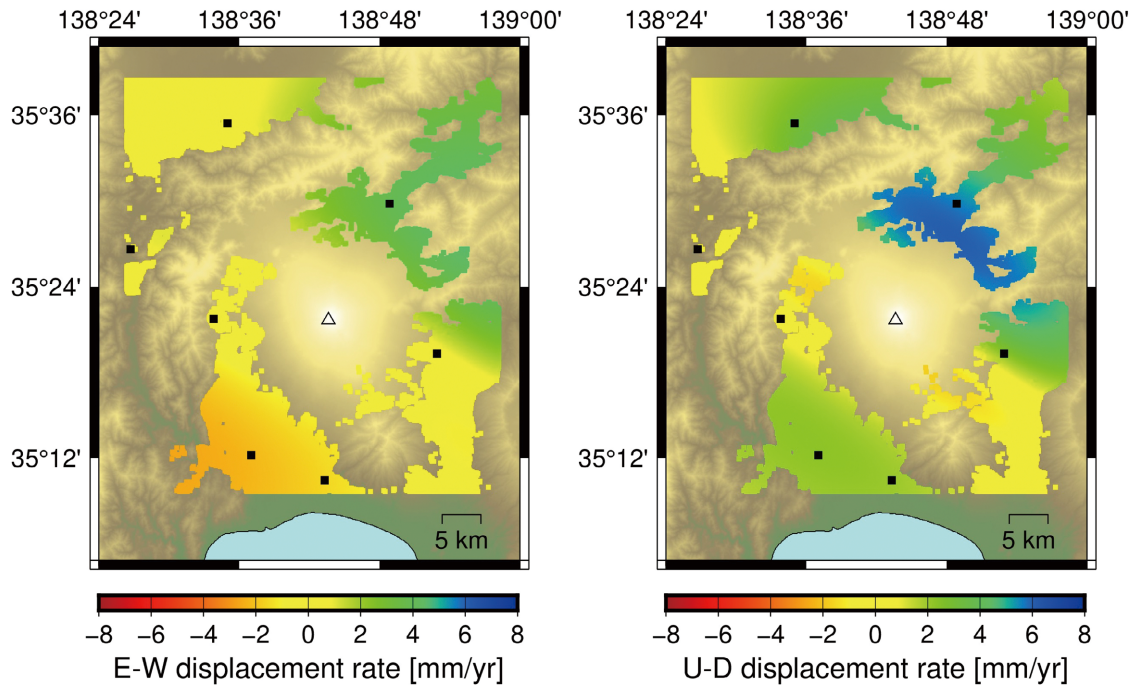 138°24' 138°36' 138°48' 139°00' 138°24' 138°36' 138°48' 139°00'
35°36' 35°36'
35°24' 35°24'
35°12' 35°12'
5 km 5 km
−8 −6 −4 −2 0 2 4 6 8 −8 −6 −4 −2 0 2 4 6 8
E-W displacement rate [mm/yr] U-D displacement rate [mm/yr]